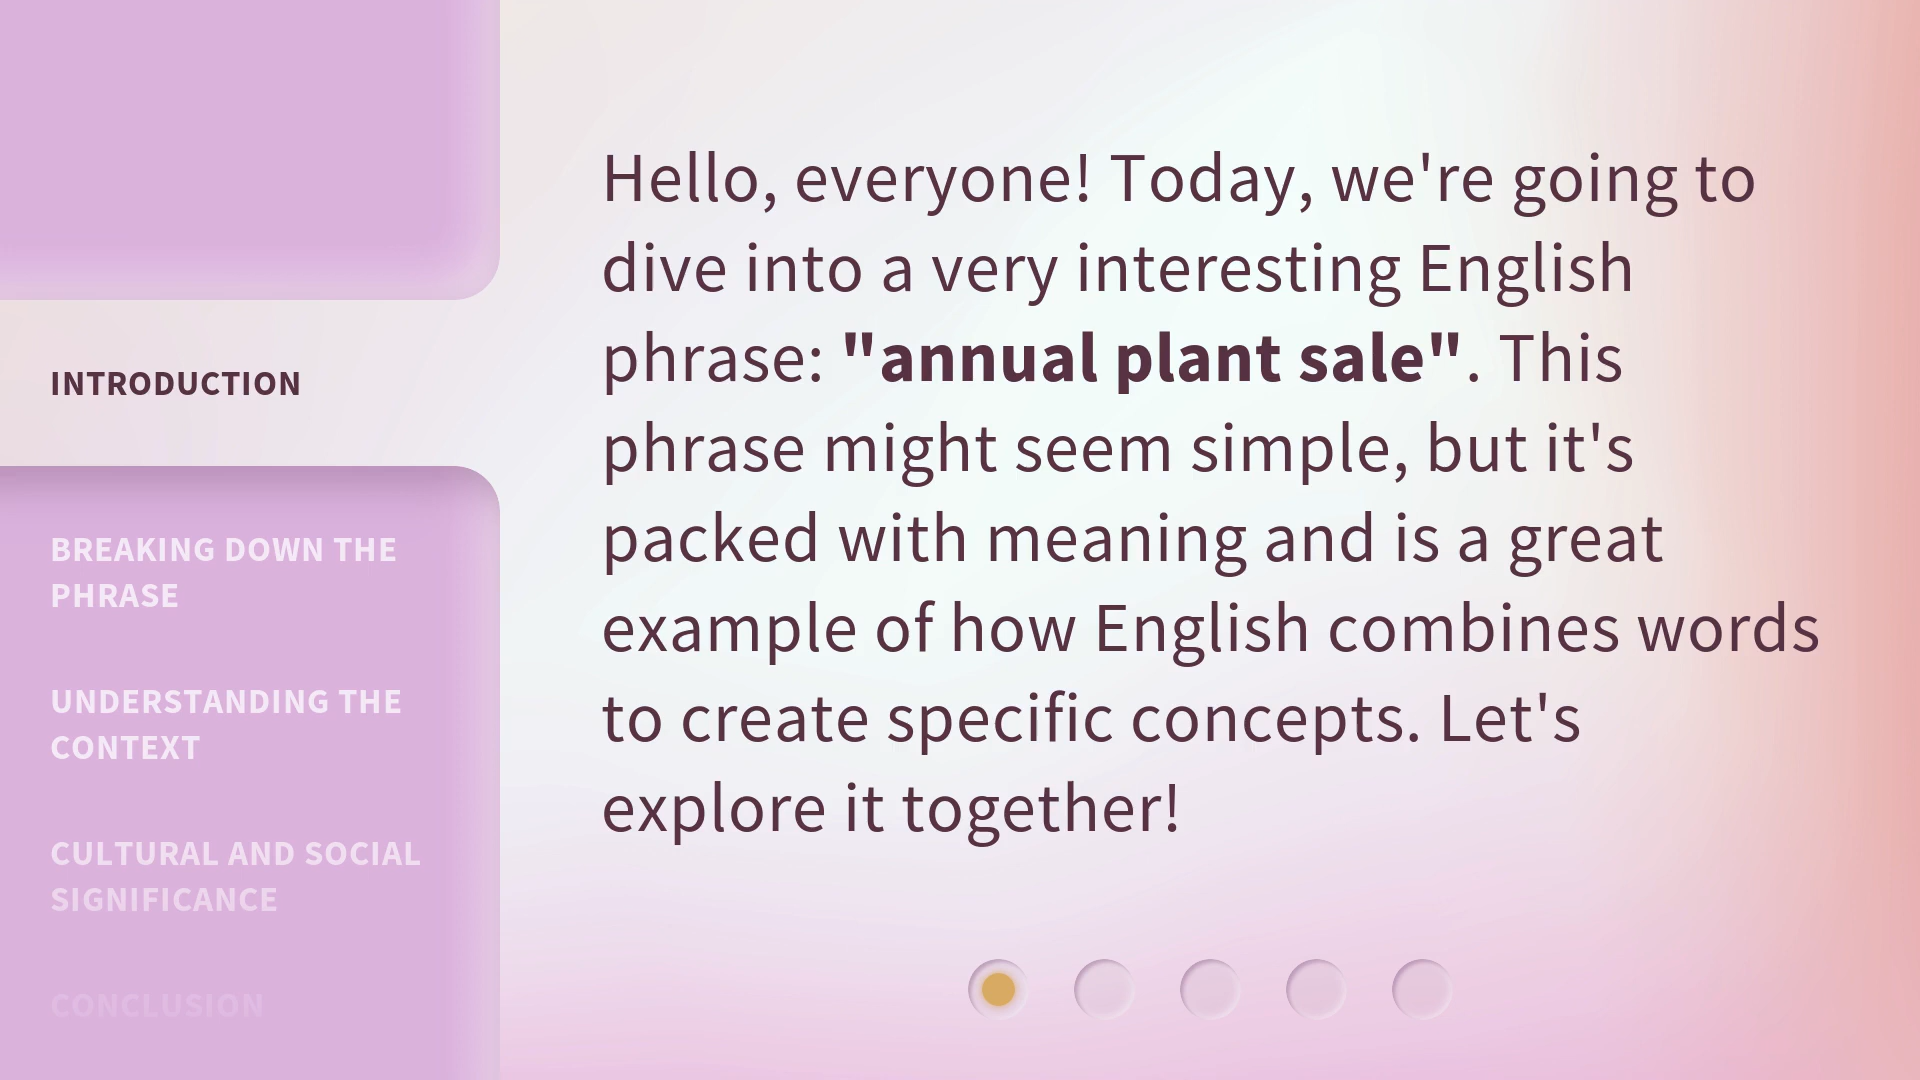 INTRODUCTION
BREAKING DOWN THE
PHRASE
UNDERSTANDING THE
CONTEXT
CULTURAL AND SOCIAL
SIGNIFICANCE
CONCLUSION
Hello, everyone! Today, we're going to
dive into a very interesting English
phrase: "annual plant sale". This
phrase might seem simple, but it's
packed with meaning and is a great
example of how English combines words
to create specific concepts. Let's
explore it together!